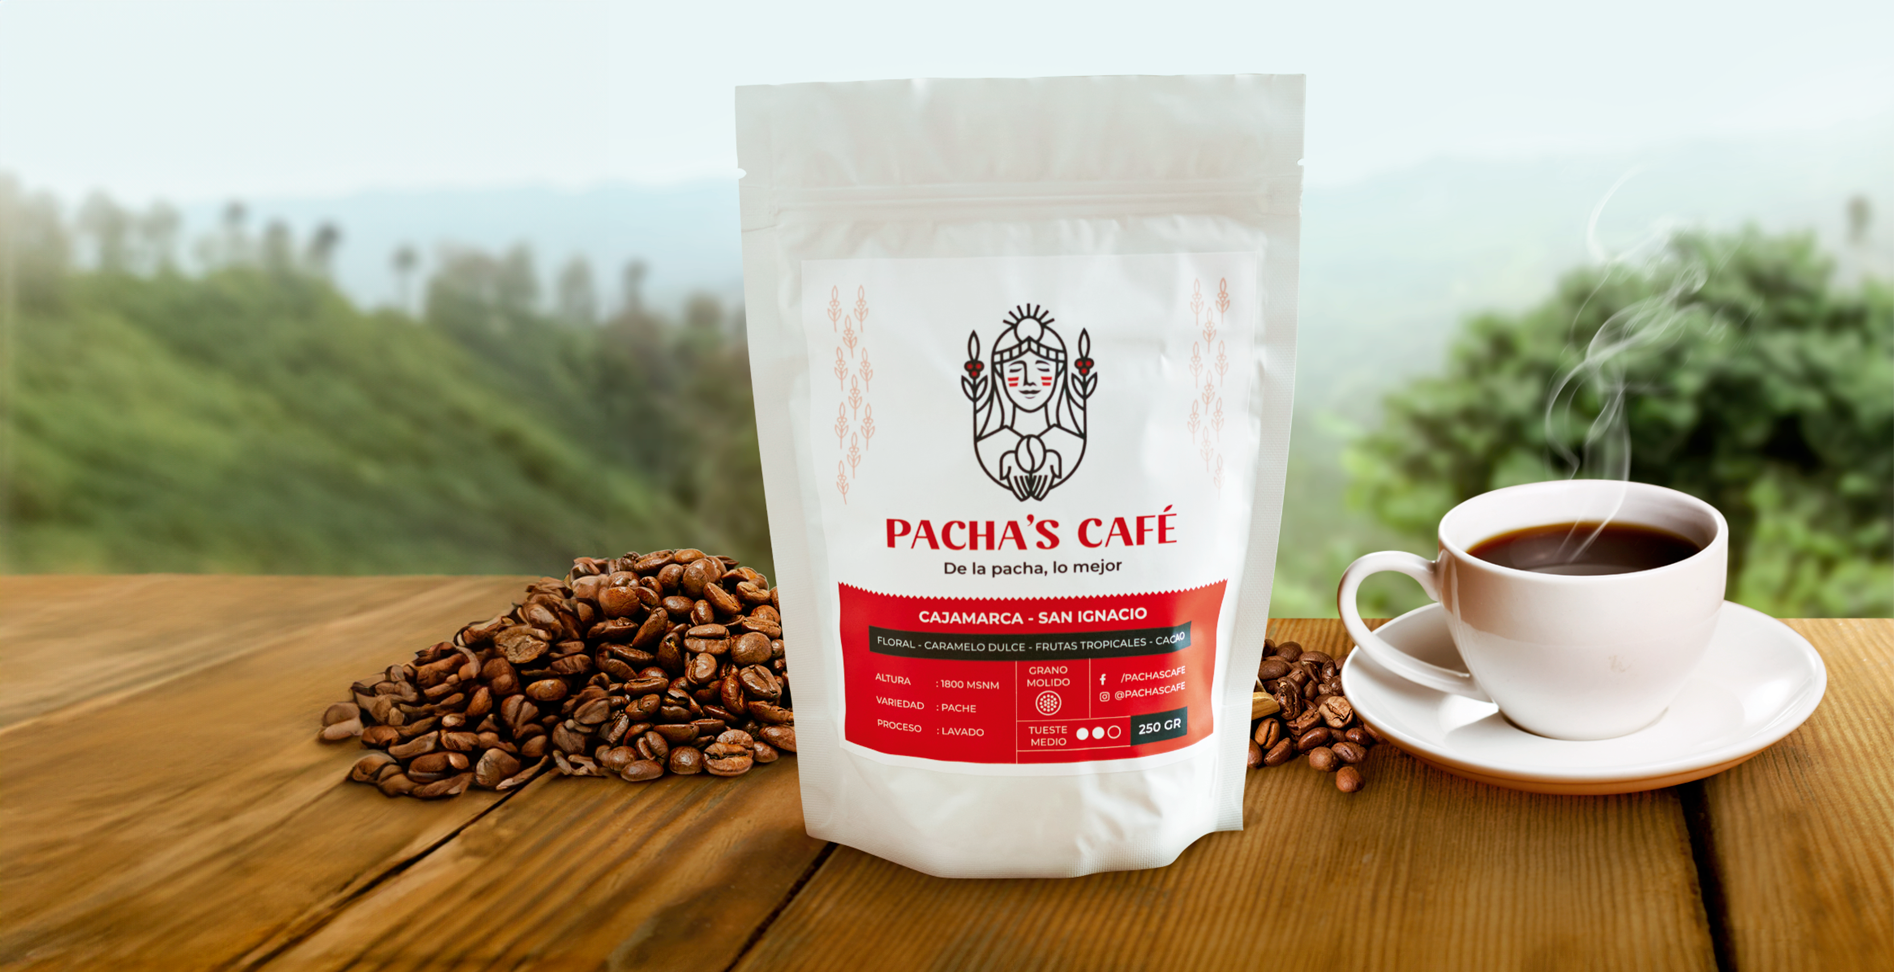 PACHA'S CAFÉ
De la pacha, lo mejor
CAJAMARCA - SAN IGNACIO
FLORAL - CARAMELO DULCE - FRUTAS TROPICALES - CACAO
ALTURA : 1800 MSNM
VARIEDAD : PACHE
PROCESO : LAVADO
GRANO
MOLIDO
TUESTE
MEDIO
/PACHASCAFE
@PACHASCAFE
250 GR